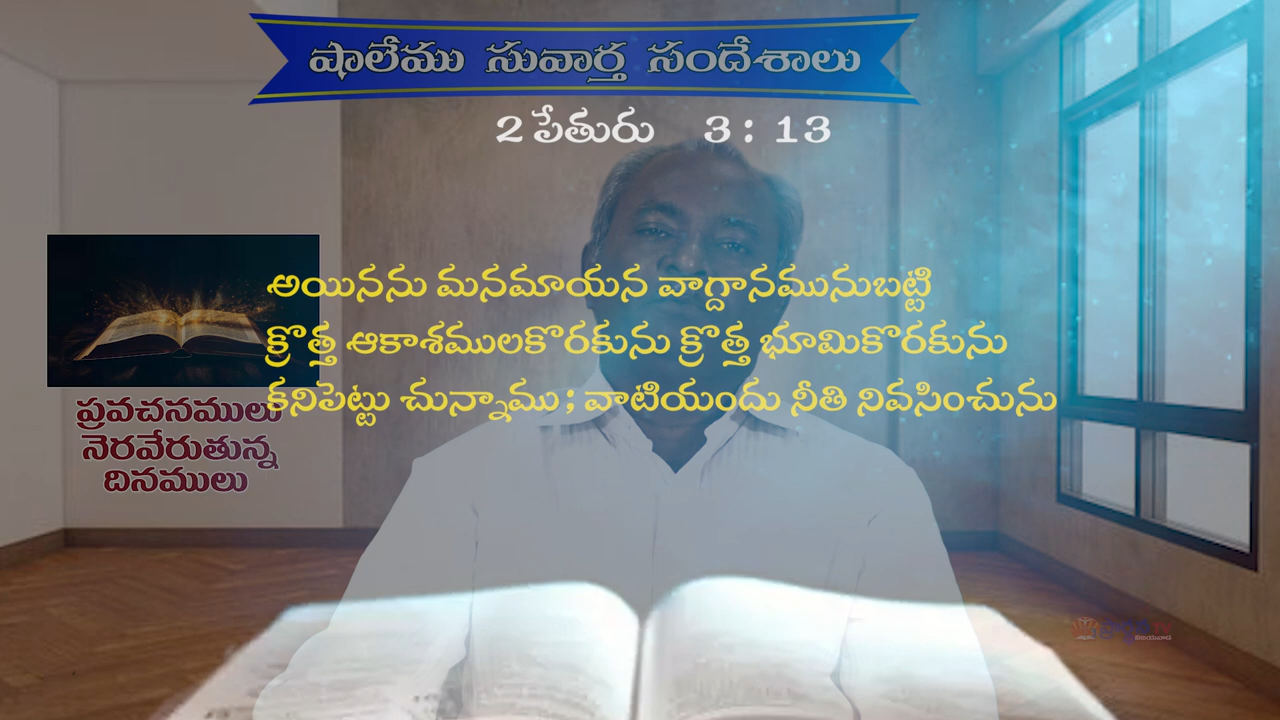 షాలేము సువార్త సందేశాలు
2 పేతురు 3 : 13
అయినను మనమాయన వాగ్దానమునుబట్టి
క్రొత్త ఆకాశములకొరకును క్రొత్త భూమికొరకును
కనిపెట్టు చున్నాము ; వాటియందు నీతి నివసించును
ప్రవచనములు
నెరవేరుతున్న
దినములు